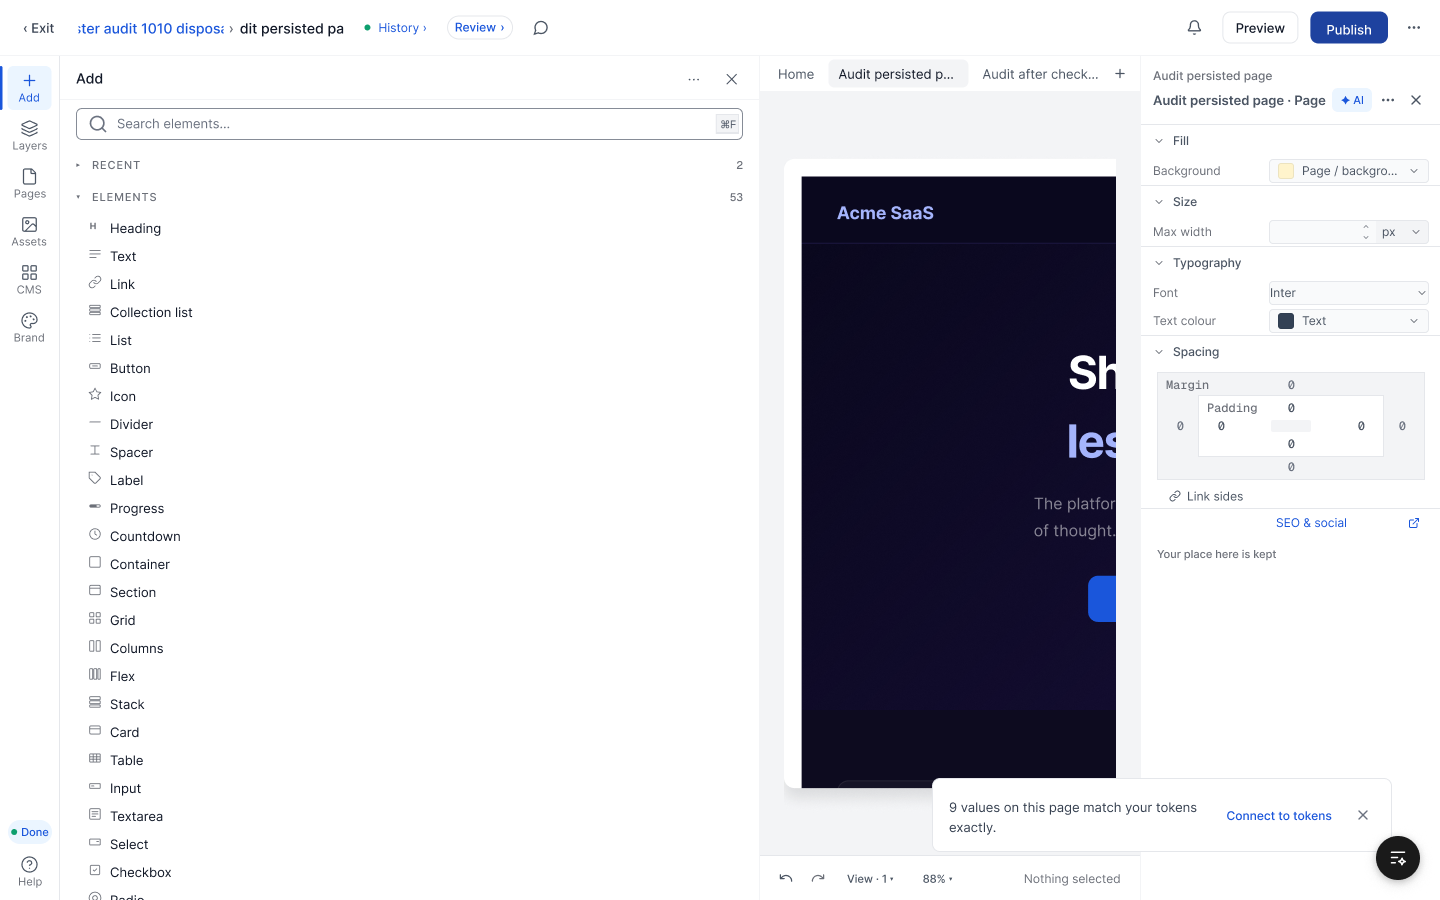 ‹ Exit
ster audit 1010 disposa › dit persisted pa
History ›
Review ›
Preview
Publish
Add
Layers
Pages
Assets
CMS
Brand
Done
Help
Add
Search elements...
⌘F
RECENT
2
ELEMENTS
53
Heading
Text
Link
Collection list
List
Button
Icon
Divider
Spacer
Label
Progress
Countdown
Container
Section
Grid
Columns
Flex
Stack
Card
Table
Input
Textarea
Select
Checkbox
Radio
Home
Audit persisted p...
Audit after check...
Acme SaaS
Sh
les
The platfor
of thought.
View · 1
88%
Nothing selected
Audit persisted page
Audit persisted page · Page
AI
Fill
Background
Page / backgro...
Size
Max width
px
Typography
Font
Inter
Text colour
Text
Spacing
Margin
0
Padding
0
0
0
0
0
0
0
Link sides
SEO & social
Your place here is kept
9 values on this page match your tokens
exactly.
Connect to tokens